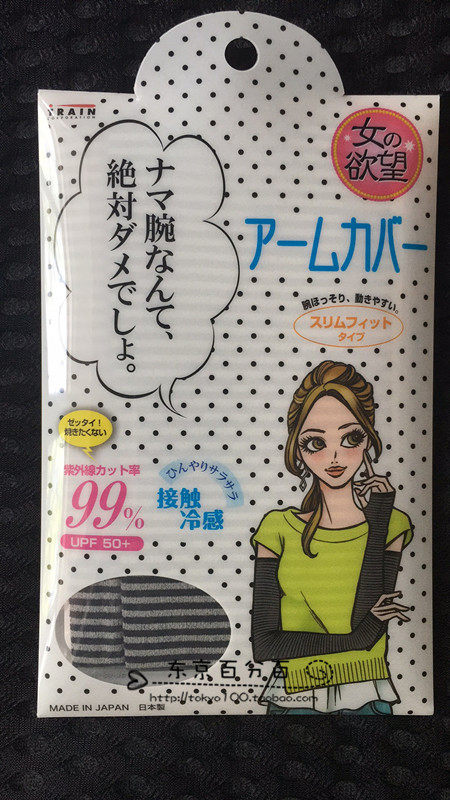 TRAIN
CORPORATION
女の
欲望
ナマ腕なんて、
絶対ダメでしょ。
アームカバー
腕ほっそり、動きやすい。
スリムフィット
タイプ
ゼッタイ！
焼きたくない
紫外線カット率
99%
UPF 50+
ひんやりサラサラ
接触
冷感
东京百分百
http://tokyo100.taobao.com
MADE IN JAPAN 日本製